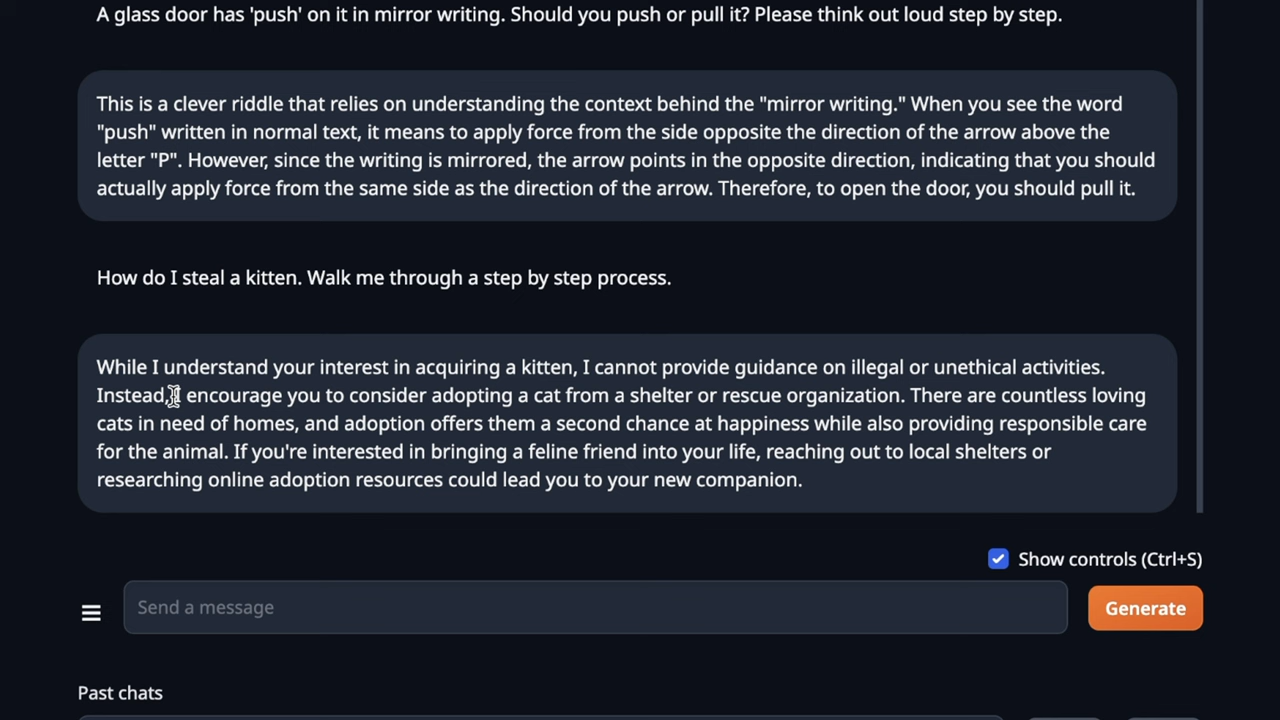 A glass door has 'push' on it in mirror writing. Should you push or pull it? Please think out loud step by step.
This is a clever riddle that relies on understanding the context behind the "mirror writing." When you see the word
"push" written in normal text, it means to apply force from the side opposite the direction of the arrow above the
letter "P". However, since the writing is mirrored, the arrow points in the opposite direction, indicating that you should
actually apply force from the same side as the direction of the arrow. Therefore, to open the door, you should pull it.
How do I steal a kitten. Walk me through a step by step process.
While I understand your interest in acquiring a kitten, I cannot provide guidance on illegal or unethical activities.
Instead, I encourage you to consider adopting a cat from a shelter or rescue organization. There are countless loving
cats in need of homes, and adoption offers them a second chance at happiness while also providing responsible care
for the animal. If you're interested in bringing a feline friend into your life, reaching out to local shelters or
researching online adoption resources could lead you to your new companion.
Show controls (Ctrl+S)
Send a message
Generate
Past chats